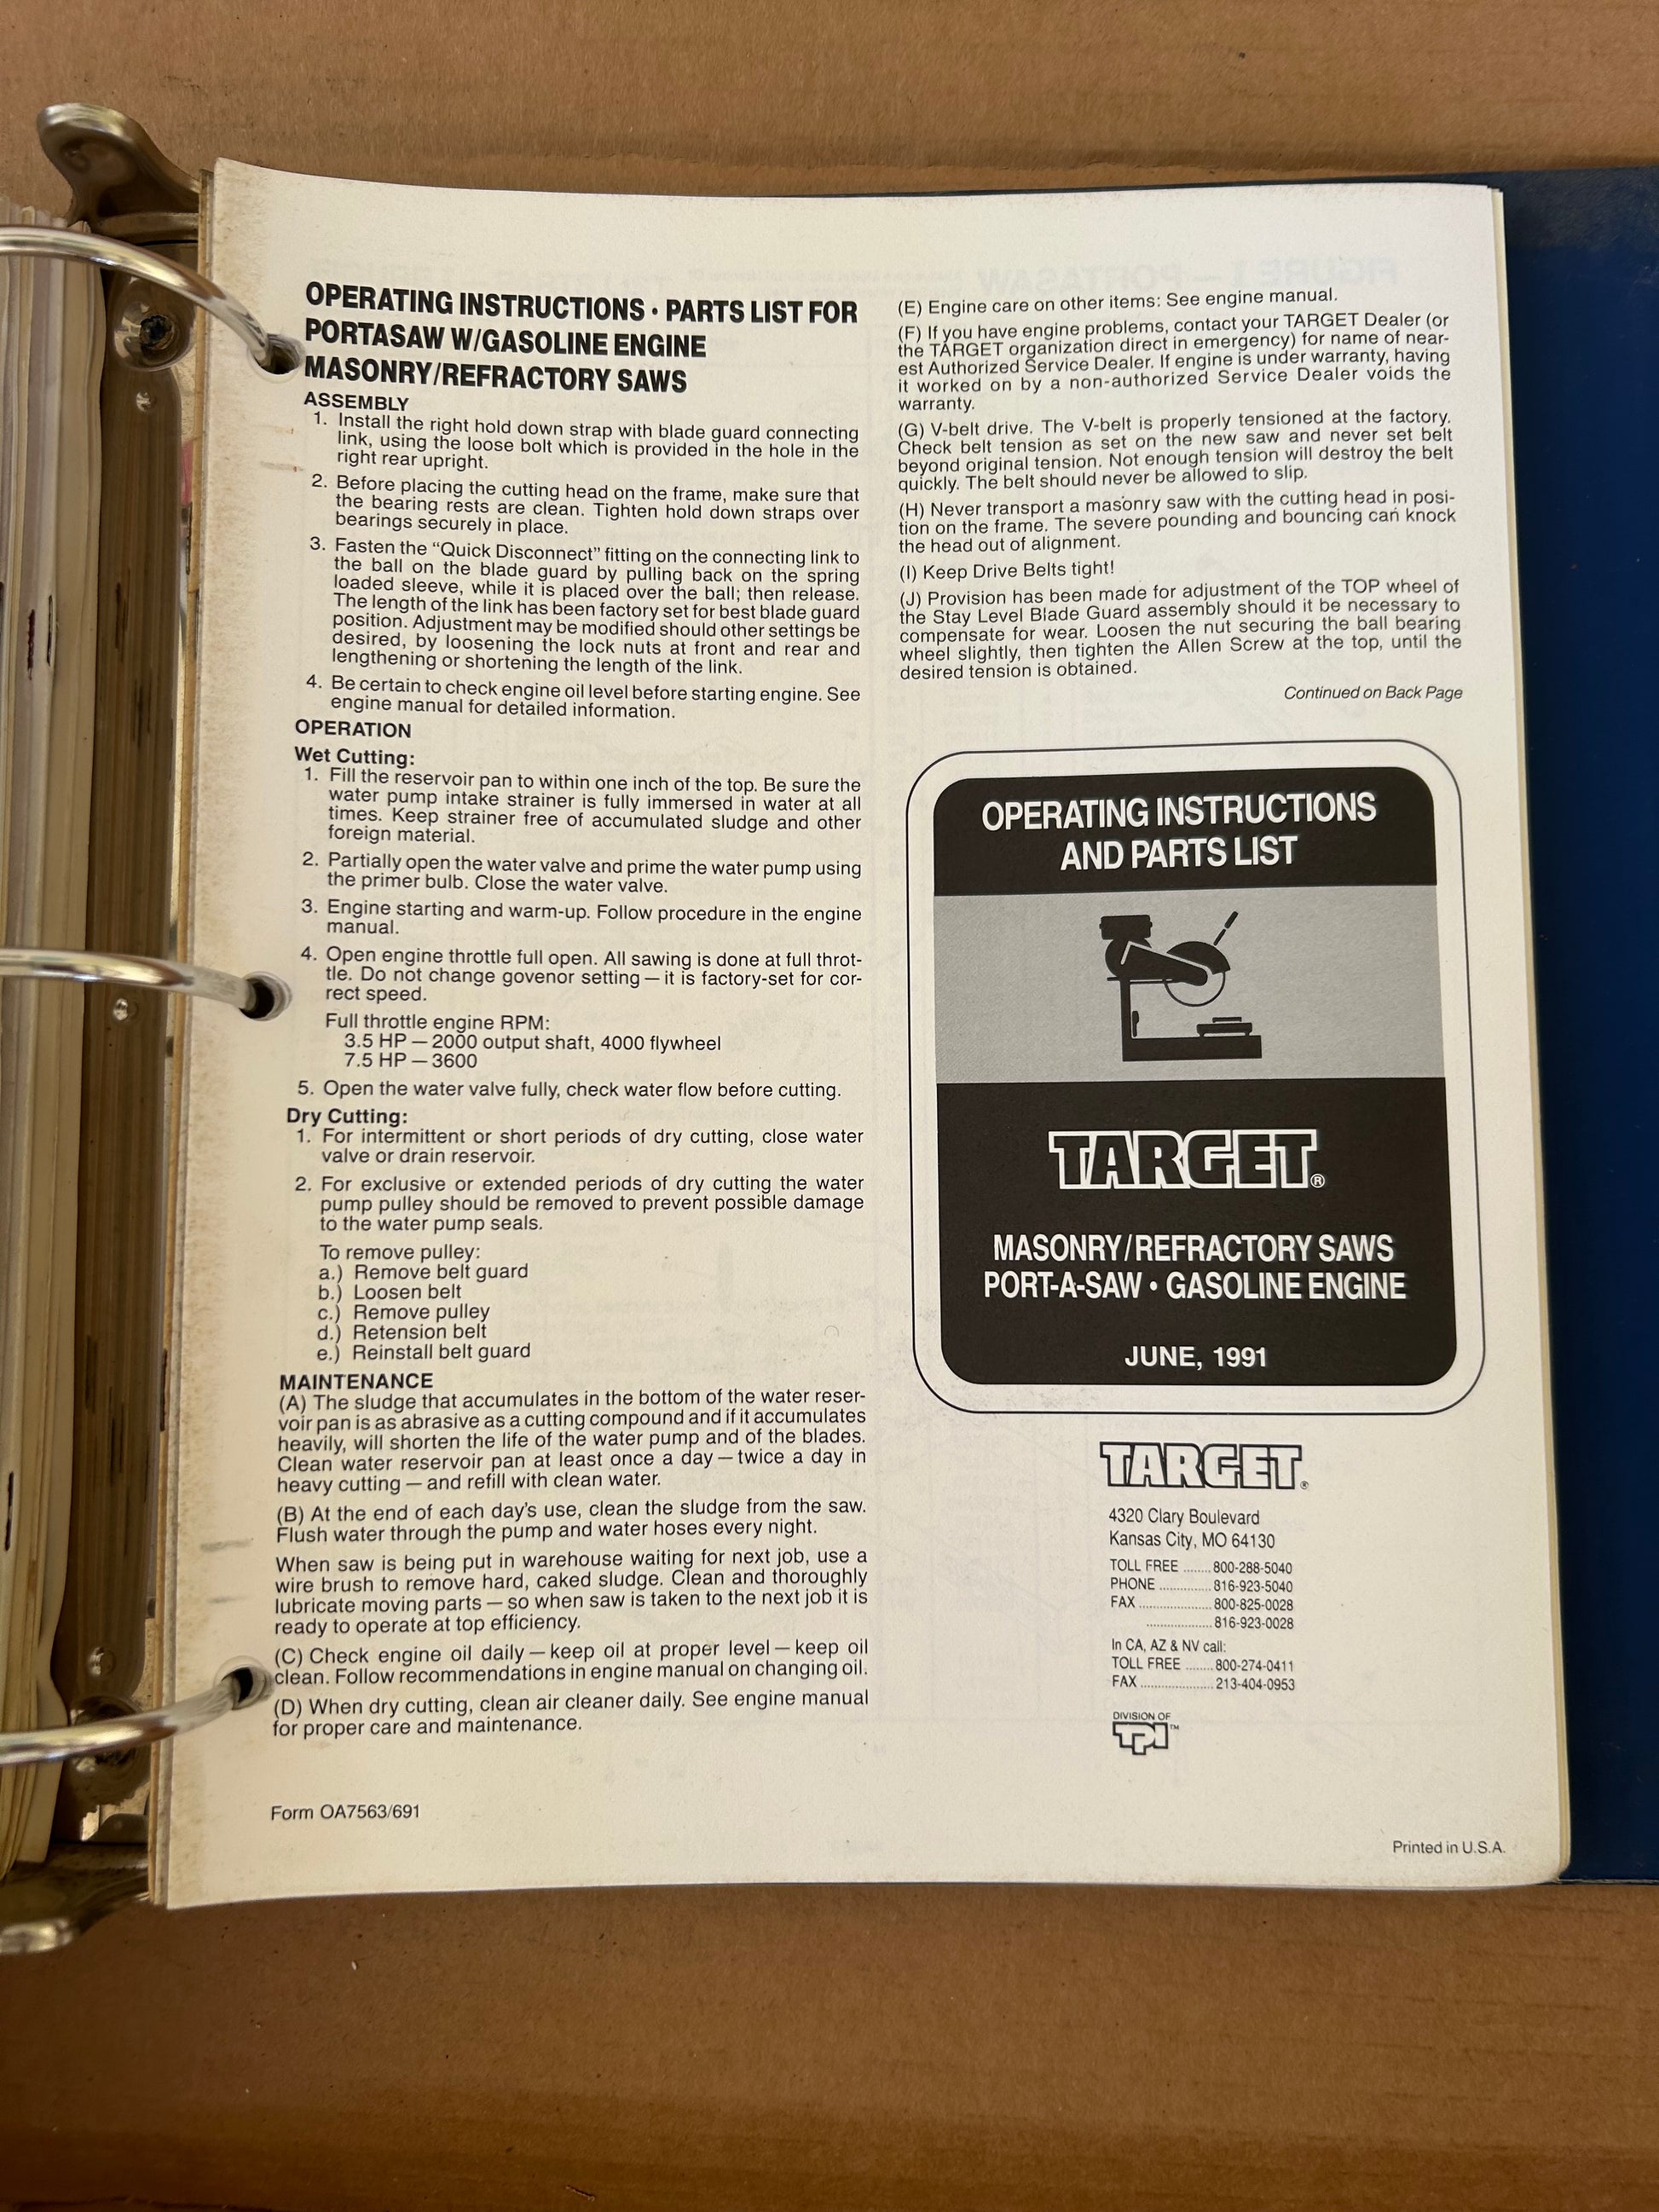 OPERATING INSTRUCTIONS • PARTS LIST FOR
PORTASAW W/GASOLINE ENGINE
MASONRY/REFRACTORY SAWS
ASSEMBLY
1. Install the right hold down strap with blade guard connecting
link, using the loose bolt which is provided in the hole in the
right rear upright.
2. Before placing the cutting head on the frame, make sure that
the bearing rests are clean. Tighten hold down straps over
bearings securely in place.
3. Fasten the “Quick Disconnect” fitting on the connecting link to
the ball on the blade guard by pulling back on the spring
loaded sleeve, while it is placed over the ball; then release.
The length of the link has been factory set for best blade guard
position. Adjustment may be modified should other settings be
desired, by loosening the lock nuts at front and rear and
lengthening or shortening the length of the link.
4. Be certain to check engine oil level before starting engine. See
engine manual for detailed information.
OPERATION
Wet Cutting:
1. Fill the reservoir pan to within one inch of the top. Be sure the
water pump intake strainer is fully immersed in water at all
times. Keep strainer free of accumulated sludge and other
foreign material.
2. Partially open the water valve and prime the water pump using
the primer bulb. Close the water valve.
3. Engine starting and warm-up. Follow procedure in the engine
manual.
4. Open engine throttle full open. All sawing is done at full throt-
tle. Do not change govenor setting — it is factory-set for cor-
rect speed.
Full throttle engine RPM:
3.5 HP — 2000 output shaft, 4000 flywheel
7.5 HP — 3600
5. Open the water valve fully, check water flow before cutting.
Dry Cutting:
1. For intermittent or short periods of dry cutting, close water
valve or drain reservoir.
2. For exclusive or extended periods of dry cutting the water
pump pulley should be removed to prevent possible damage
to the water pump seals.
To remove pulley:
a.) Remove belt guard
b.) Loosen belt
c.) Remove pulley
d.) Retension belt
e.) Reinstall belt guard
MAINTENANCE
(A) The sludge that accumulates in the bottom of the water reser-
voir pan is as abrasive as a cutting compound and if it accumulates
heavily, will shorten the life of the water pump and of the blades.
Clean water reservoir pan at least once a day — twice a day in
heavy cutting — and refill with clean water.
(B) At the end of each day's use, clean the sludge from the saw.
Flush water through the pump and water hoses every night.
When saw is being put in warehouse waiting for next job, use a
wire brush to remove hard, caked sludge. Clean and thoroughly
lubricate moving parts — so when saw is taken to the next job it is
ready to operate at top efficiency.
(C) Check engine oil daily — keep oil at proper level — keep oil
clean. Follow recommendations in engine manual on changing oil.
(D) When dry cutting, clean air cleaner daily. See engine manual
for proper care and maintenance.
Form OA7563/691
(E) Engine care on other items: See engine manual.
(F) If you have engine problems, contact your TARGET Dealer (or
the TARGET organization direct in emergency) for name of near-
est Authorized Service Dealer. If engine is under warranty, having
it worked on by a non-authorized Service Dealer voids the
warranty.
(G) V-belt drive. The V-belt is properly tensioned at the factory.
Check belt tension as set on the new saw and never set belt
beyond original tension. Not enough tension will destroy the belt
quickly. The belt should never be allowed to slip.
(H) Never transport a masonry saw with the cutting head in posi-
tion on the frame. The severe pounding and bouncing can knock
the head out of alignment.
(I) Keep Drive Belts tight!
(J) Provision has been made for adjustment of the TOP wheel of
the Stay Level Blade Guard assembly should it be necessary to
compensate for wear. Loosen the nut securing the ball bearing
wheel slightly, then tighten the Allen Screw at the top, until the
desired tension is obtained.
Continued on Back Page
OPERATING INSTRUCTIONS
AND PARTS LIST
TARGET®
MASONRY/REFRACTORY SAWS
PORT-A-SAW • GASOLINE ENGINE
JUNE, 1991
TARGET®
4320 Clary Boulevard
Kansas City, MO 64130
TOLL FREE ........ 800-288-5040
PHONE .............. 816-923-5040
FAX .................... 800-825-0028
.................... 816-923-0028
In CA, AZ & NV call:
TOLL FREE ........ 800-274-0411
FAX .................... 213-404-0953
DIVISION OF
TPI™
Printed in U.S.A.